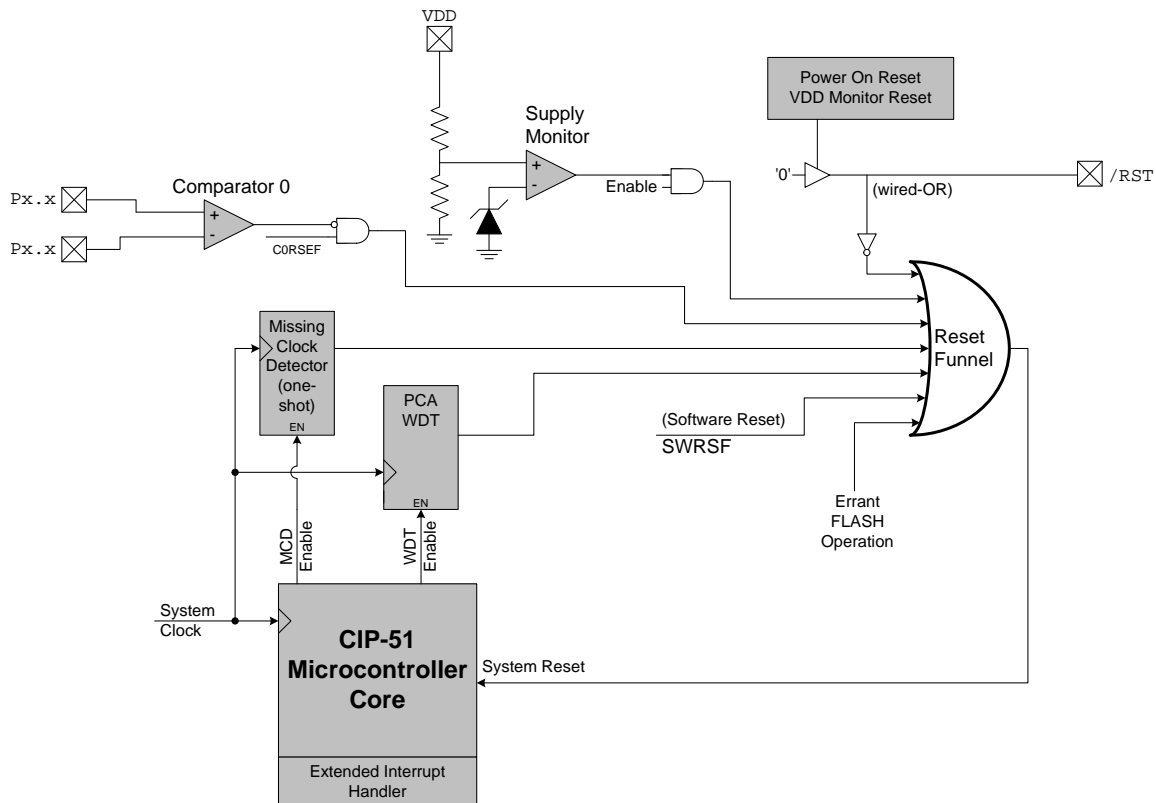 VDD
Power On Reset
VDD Monitor Reset
Supply
Monitor
+
-
Enable
'0'
(wired-OR)
/RST
Px.x
Px.x
Comparator 0
+
-
C0RSEF
Missing
Clock
Detector
(one-
shot)
EN
PCA
WDT
EN
Reset
Funnel
(Software Reset)
SWRSF
Errant
FLASH
Operation
MCD
Enable
WDT
Enable
System
Clock
CIP-51
Microcontroller
Core
System Reset
Extended Interrupt
Handler